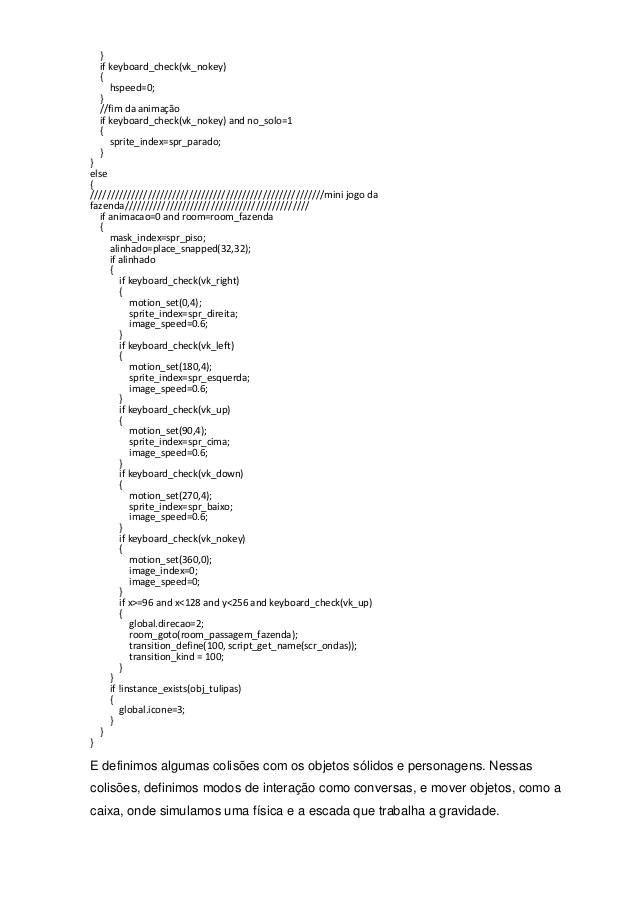 }
if keyboard_check(vk_nokey)
{
hspeed=0;
}
//fim da animação
if keyboard_check(vk_nokey) and no_solo=1
{
sprite_index=spr_parado;
}
}
else
{
/////////////////////////////////////////////////////////mini jogo da
fazenda/////////////////////////////////////////////
if animacao=0 and room=room_fazenda
{
mask_index=spr_piso;
alinhado=place_snapped(32,32);
if alinhado
{
if keyboard_check(vk_right)
{
motion_set(0,4);
sprite_index=spr_direita;
image_speed=0.6;
}
if keyboard_check(vk_left)
{
motion_set(180,4);
sprite_index=spr_esquerda;
image_speed=0.6;
}
if keyboard_check(vk_up)
{
motion_set(90,4);
sprite_index=spr_cima;
image_speed=0.6;
}
if keyboard_check(vk_down)
{
motion_set(270,4);
sprite_index=spr_baixo;
image_speed=0.6;
}
if keyboard_check(vk_nokey)
{
motion_set(360,0);
image_index=0;
image_speed=0;
}
if x>=96 and x<128 and y<256 and keyboard_check(vk_up)
{
global.direcao=2;
room_goto(room_passagem_fazenda);
transition_define(100, script_get_name(scr_ondas));
transition_kind = 100;
}
}
if !instance_exists(obj_tulipas)
{
global.icone=3;
}
}
}
E definimos algumas colisões com os objetos sólidos e personagens. Nessas
colisões, definimos modos de interação como conversas, e mover objetos, como a
caixa, onde simulamos uma física e a escada que trabalha a gravidade.